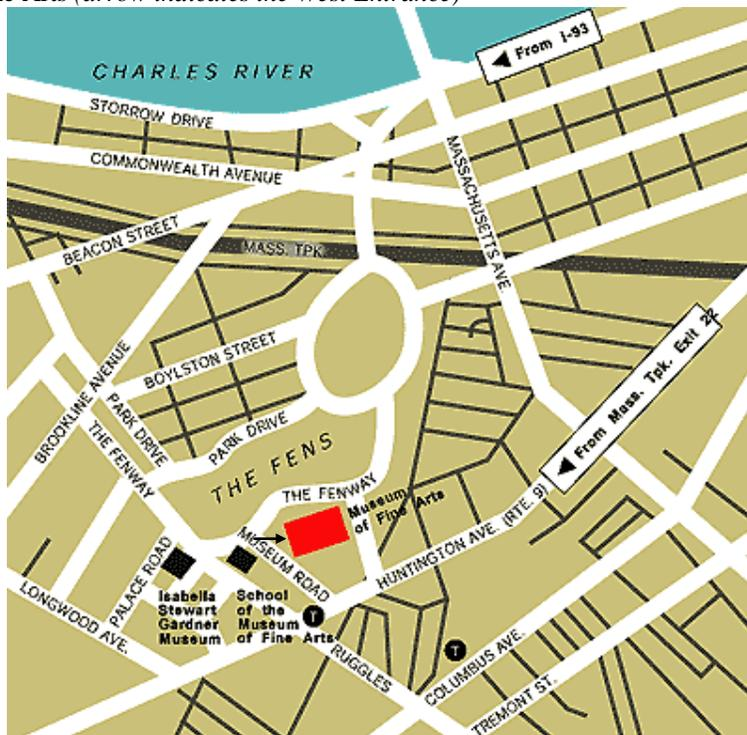 (arrow indicates the West Entrance)
From I-93
CHARLES RIVER
STORROW DRIVE
COMMONWEALTH AVENUE
MASSACHUSETTS AVE.
BEACON STREET
MASS. TPK.
From Mass. Tpk. Exit 22
BOYLSTON STREET
BROOKLINE AVENUE
PARK DRIVE
THE FENWAY
PARK DRIVE
THE FENS
THE FENWAY
Museum
of Fine Arts
HUNTINGTON AVE. (RTE. 9)
MUSEUM ROAD
PALACE ROAD
LONGWOOD AVE.
Isabella
Stewart
Gardner
Museum
School
of the
Museum
of Fine Arts
T
T
RUGGLES
COLUMBUS AVE.
TREMONT ST.